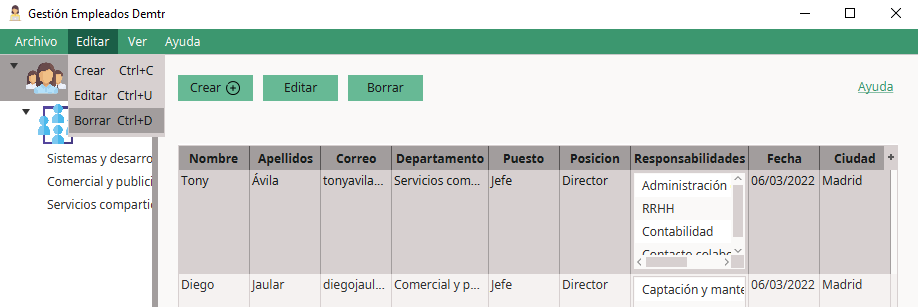 Gestión Empleados Demtr
Archivo Editar Ver Ayuda
Crear Ctrl+C
Editar Ctrl+U
Borrar Ctrl+D
Sistemas y desarro
Comercial y publici
Servicios comparti
Crear Editar Borrar Ayuda
Nombre Apellidos Correo Departamento Puesto Posicion Responsabilidades Fecha Ciudad +
Tony Ávila tonyavila... Servicios com... Jefe Director 06/03/2022 Madrid
Administración
RRHH
Contabilidad
Contacto colabo
Diego Jaular diegojaul... Comercial y p... Jefe Director 06/03/2022 Madrid
Captación y mante